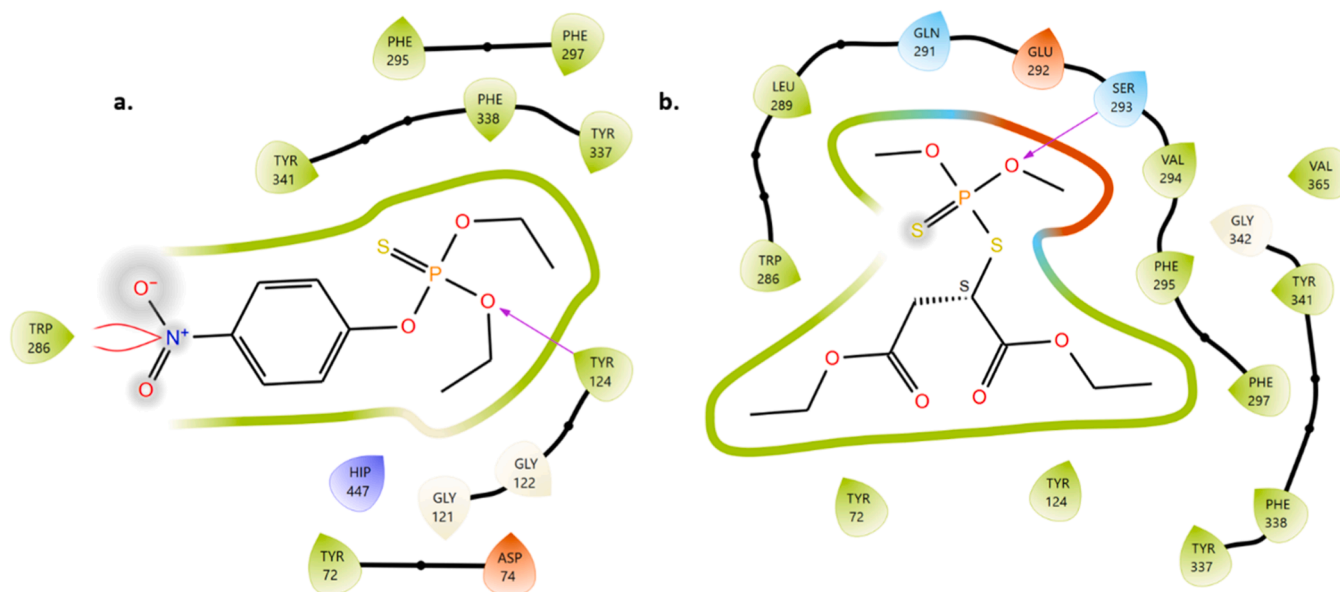 a.
PHE
295
PHE
297
PHE
338
TYR
341
TYR
337
TRP
286
O⁻
N⁺
O
O
S
P
O
O
TYR
124
HIP
447
GLY
122
GLY
121
TYR
72
ASP
74
b.
GLN
291
GLU
292
LEU
289
SER
293
VAL
294
VAL
365
GLY
342
TRP
286
PHE
295
TYR
341
PHE
297
O
O
P
S
S
S
O
O
O
O
TYR
72
TYR
124
PHE
338
TYR
337